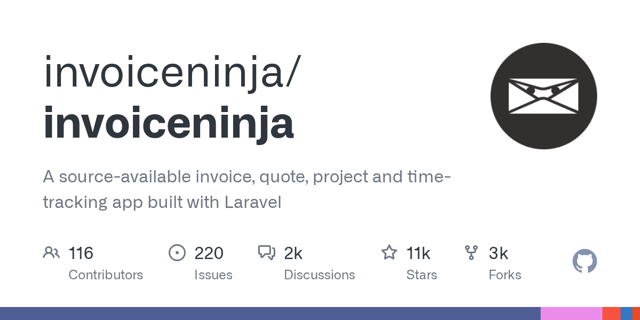 invoiceninja/
invoiceninja
A source-available invoice, quote, project and time-
tracking app built with Laravel
116 220 2k 11k 3k
Contributors Issues Discussions Stars Forks